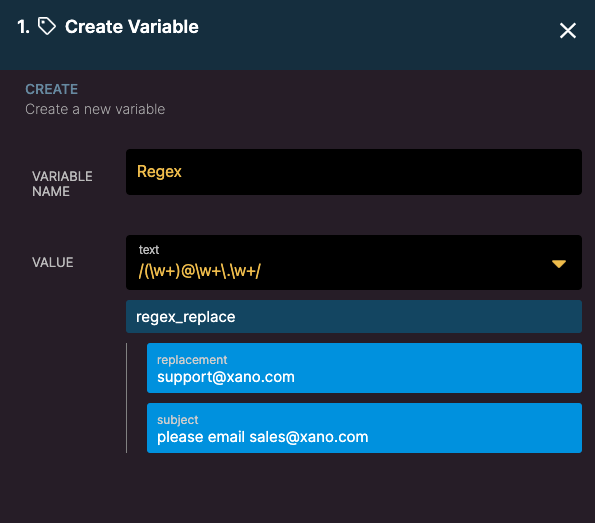 1. Create Variable
CREATE
Create a new variable
VARIABLE
NAME
Regex
VALUE
text
/(\w+)@\w+\.\w+/
regex_replace
replacement
support@xano.com
subject
please email sales@xano.com